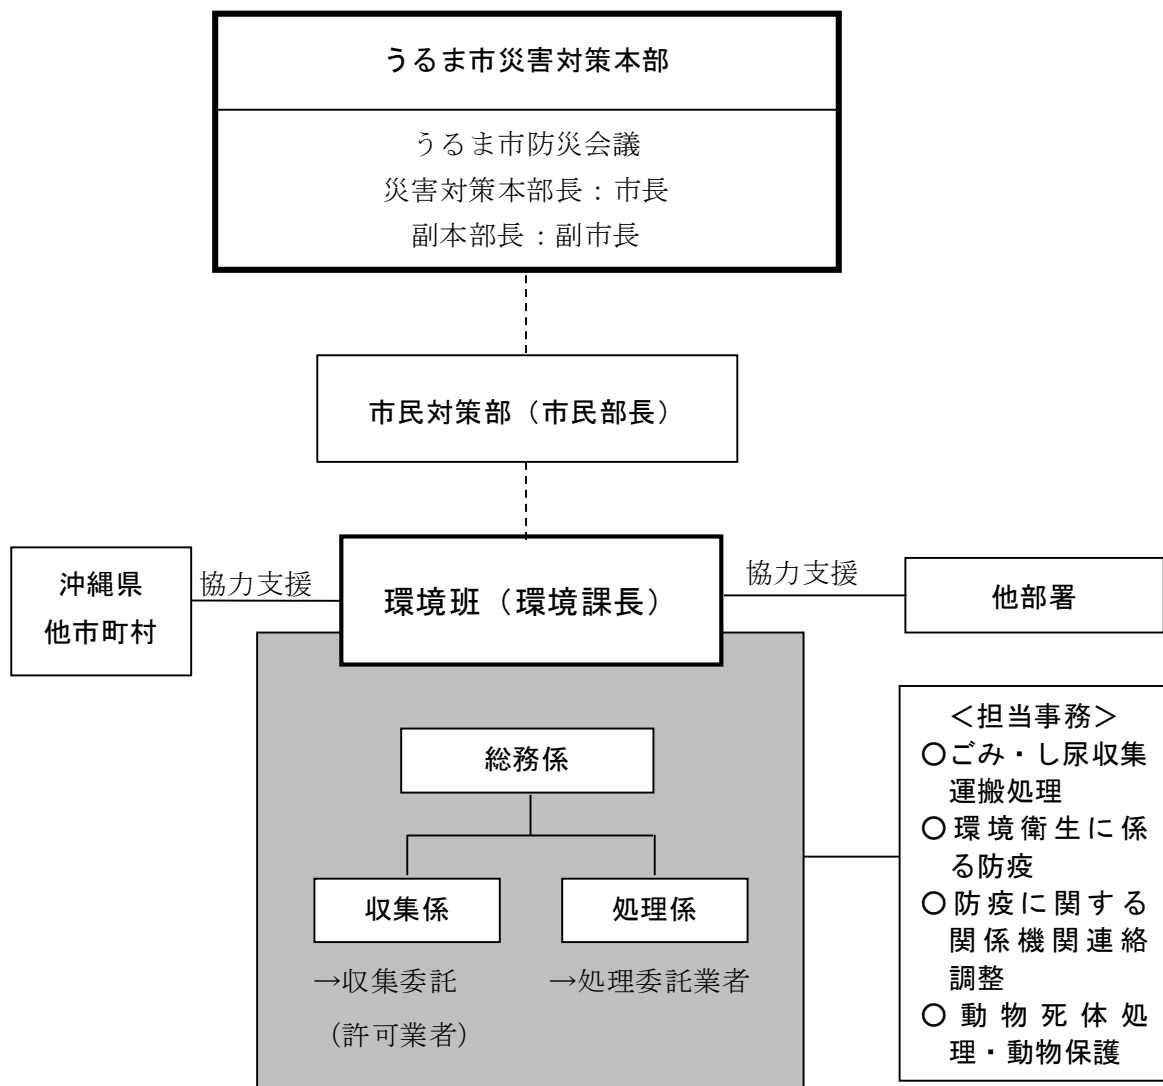 うるま市災害対策本部
うるま市防災会議
災害対策本部長：市長
副本部長：副市長
市民対策部（市民部長）
沖縄県
他市町村
協力支援
環境班（環境課長）
協力支援
他部署
総務係
収集係
処理係
→収集委託
（許可業者）
→処理委託業者
＜担当事務＞
〇ごみ・し尿収集
運搬処理
〇環境衛生に係
る防疫
〇防疫に関する
関係機関連絡
調整
〇動物死体処
理・動物保護